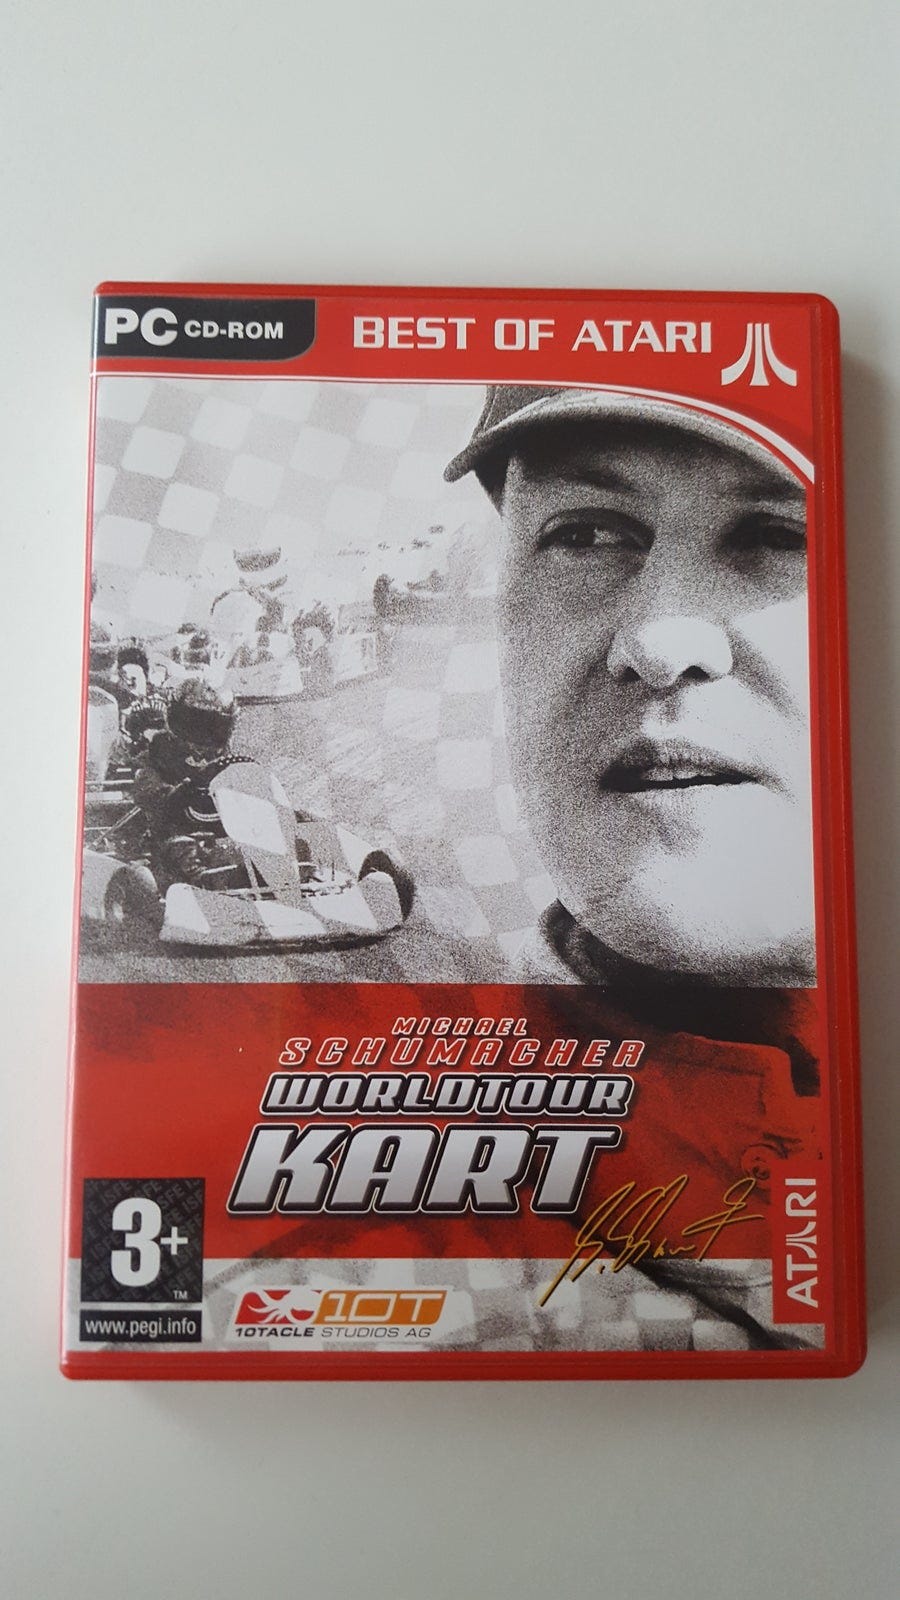 PC CD-ROM
BEST OF ATARI
MICHAEL
SCHUMACHER
WORLDTOUR
KART
ATARI
3+
™
www.pegi.info
10T
10TACLE STUDIOS AG